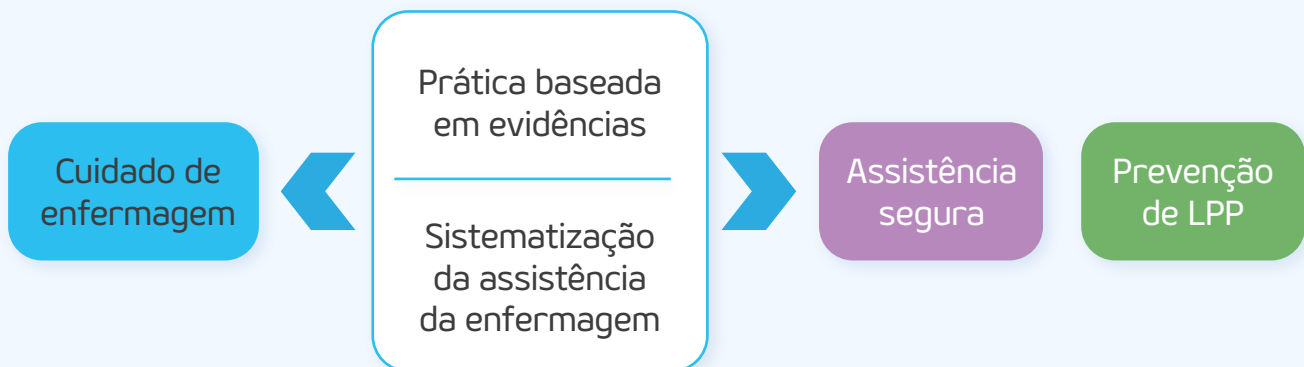 Cuidado de
enfermagem
Prática baseada
em evidências
Sistematização
da assistência
da enfermagem
Assistência
segura
Prevenção
de LPP